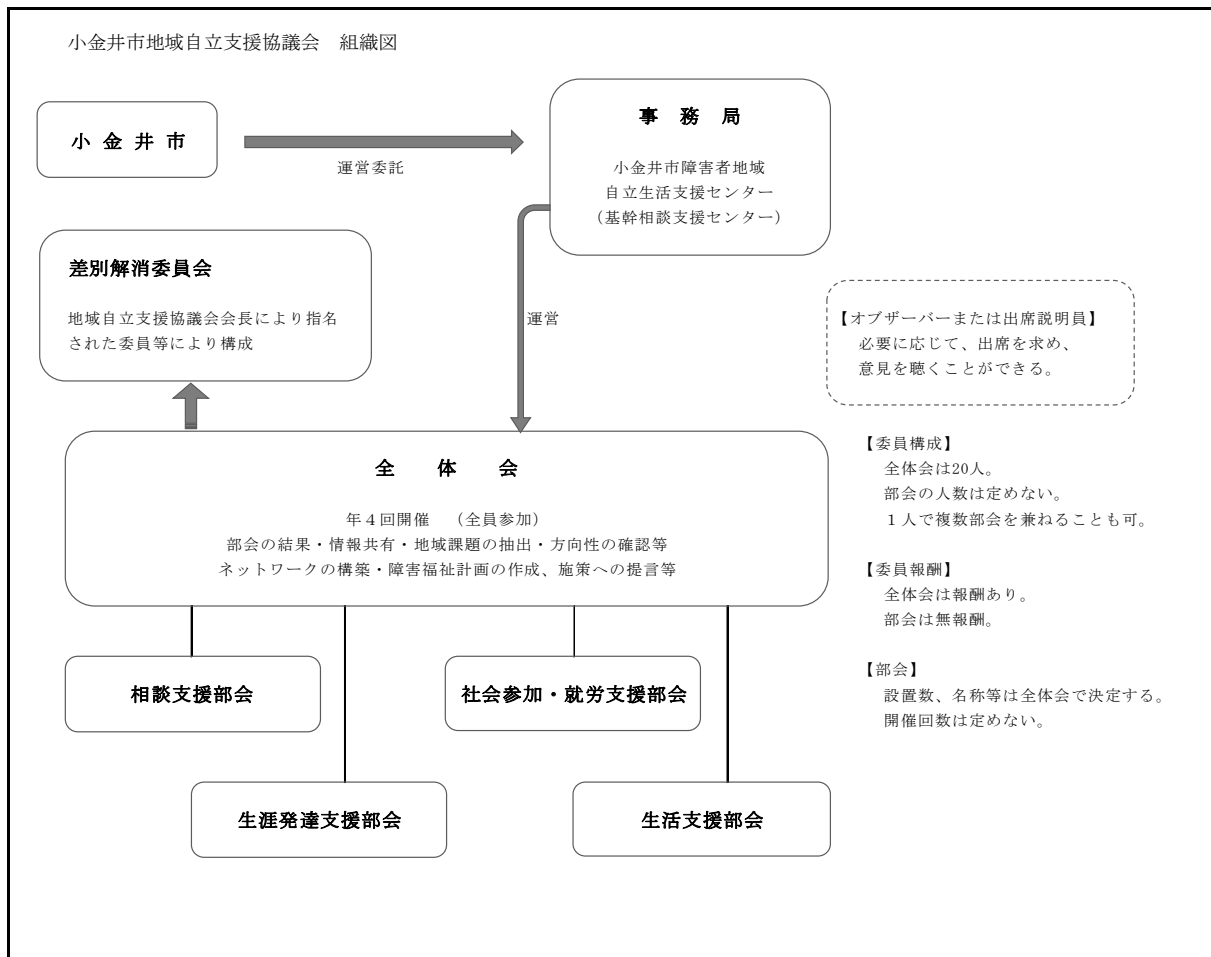 小金井市地域自立支援協議会　組織図
小 金 井 市
運営委託
事　務　局
小金井市障害者地域
自立生活支援センター
（基幹相談支援センター）
差別解消委員会
地域自立支援協議会会長により指名
された委員等により構成
運営
【オブザーバーまたは出席説明員】
必要に応じて、出席を求め、
意見を聴くことができる。
全　体　会
年４回開催　（全員参加）
部会の結果・情報共有・地域課題の抽出・方向性の確認等
ネットワークの構築・障害福祉計画の作成、施策への提言等
【委員構成】
全体会は20人。
部会の人数は定めない。
１人で複数部会を兼ねることも可。
【委員報酬】
全体会は報酬あり。
部会は無報酬。
【部会】
設置数、名称等は全体会で決定する。
開催回数は定めない。
相談支援部会
社会参加・就労支援部会
生涯発達支援部会
生活支援部会